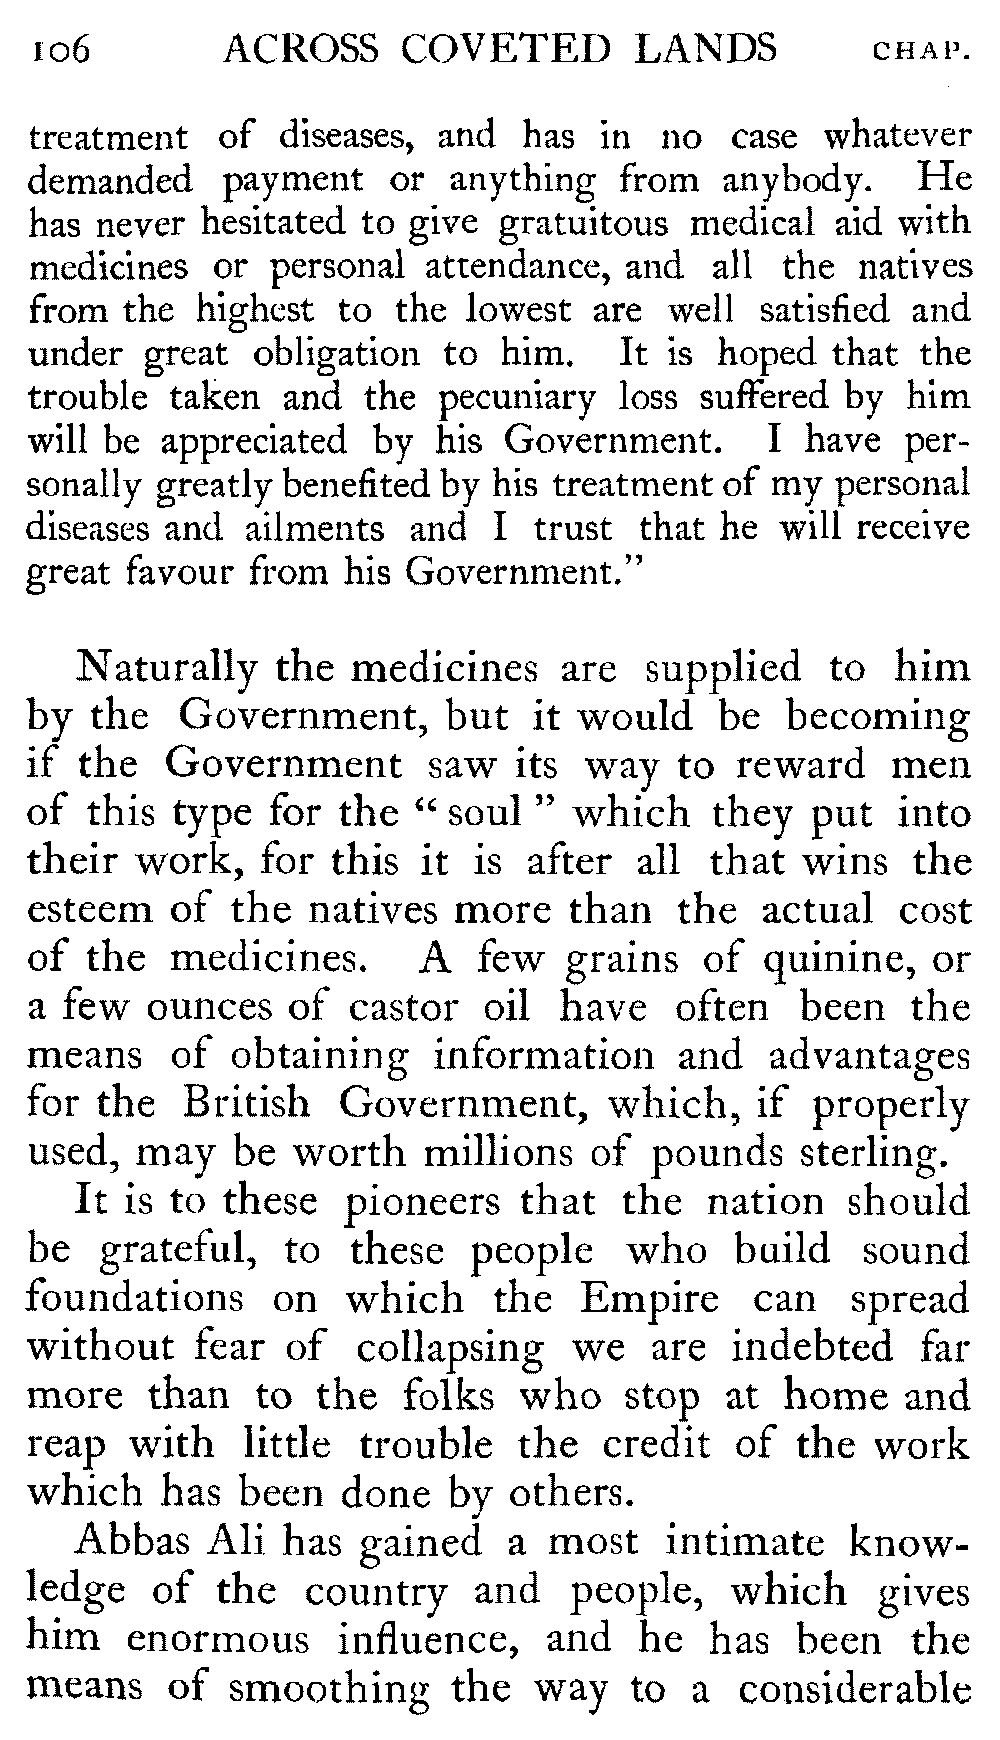 106 ACROSS COVETED LANDS CHAP.
treatment of diseases, and has in no case whatever
demanded payment or anything from anybody. He
has never hesitated to give gratuitous medical aid with
medicines or personal attendance, and all the natives
from the highest to the lowest are well satisfied and
under great obligation to him. It is hoped that the
trouble taken and the pecuniary loss suffered by him
will be appreciated by his Government. I have per-
sonally greatly benefited by his treatment of my personal
diseases and ailments and I trust that he will receive
great favour from his Government."
Naturally the medicines are supplied to him
by the Government, but it would be becoming
if the Government saw its way to reward men
of this type for the “ soul ” which they put into
their work, for this it is after all that wins the
esteem of the natives more than the actual cost
of the medicines. A few grains of quinine, or
a few ounces of castor oil have often been the
means of obtaining information and advantages
for the British Government, which, if properly
used, may be worth millions of pounds sterling.
It is to these pioneers that the nation should
be grateful, to these people who build sound
foundations on which the Empire can spread
without fear of collapsing we are indebted far
more than to the folks who stop at home and
reap with little trouble the credit of the work
which has been done by others.
Abbas Ali has gained a most intimate know-
ledge of the country and people, which gives
him enormous influence, and he has been the
means of smoothing the way to a considerable